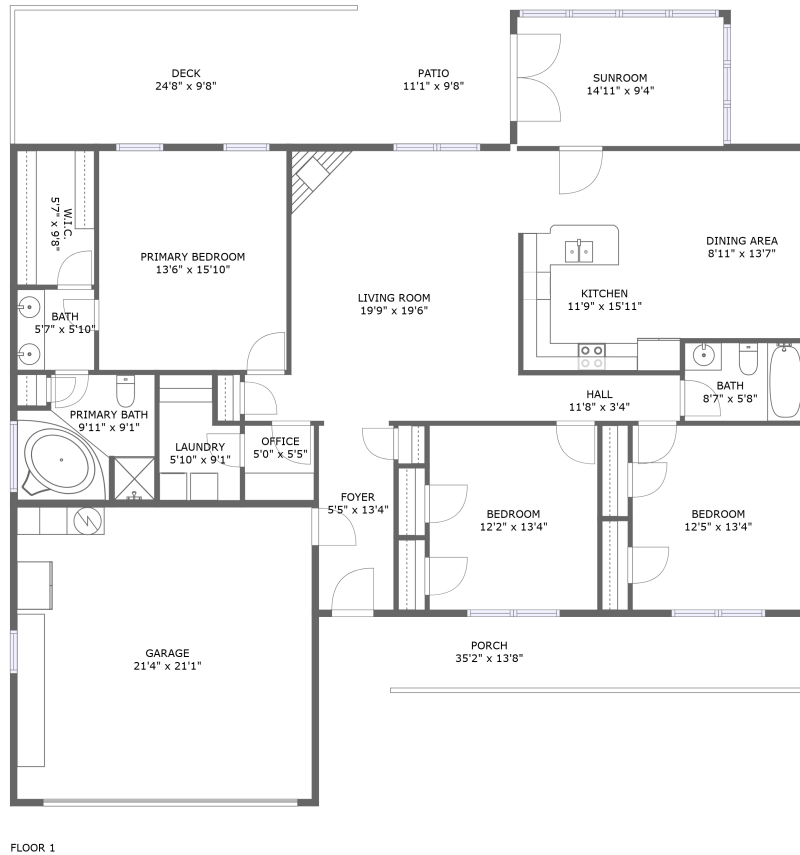 DECK
24'8" x 9'8"
PATIO
11'1" x 9'8"
SUNROOM
14'11" x 9'4"
W.I.C.
5'7" x 9'8"
PRIMARY BEDROOM
13'6" x 15'10"
DINING AREA
8'11" x 13'7"
LIVING ROOM
19'9" x 19'6"
KITCHEN
11'9" x 15'11"
BATH
5'7" x 5'10"
HALL
11'8" x 3'4"
BATH
8'7" x 5'8"
PRIMARY BATH
9'11" x 9'1"
LAUNDRY
5'10" x 9'1"
OFFICE
5'0" x 5'5"
FOYER
5'5" x 13'4"
BEDROOM
12'2" x 13'4"
BEDROOM
12'5" x 13'4"
GARAGE
21'4" x 21'1"
PORCH
35'2" x 13'8"
FLOOR 1